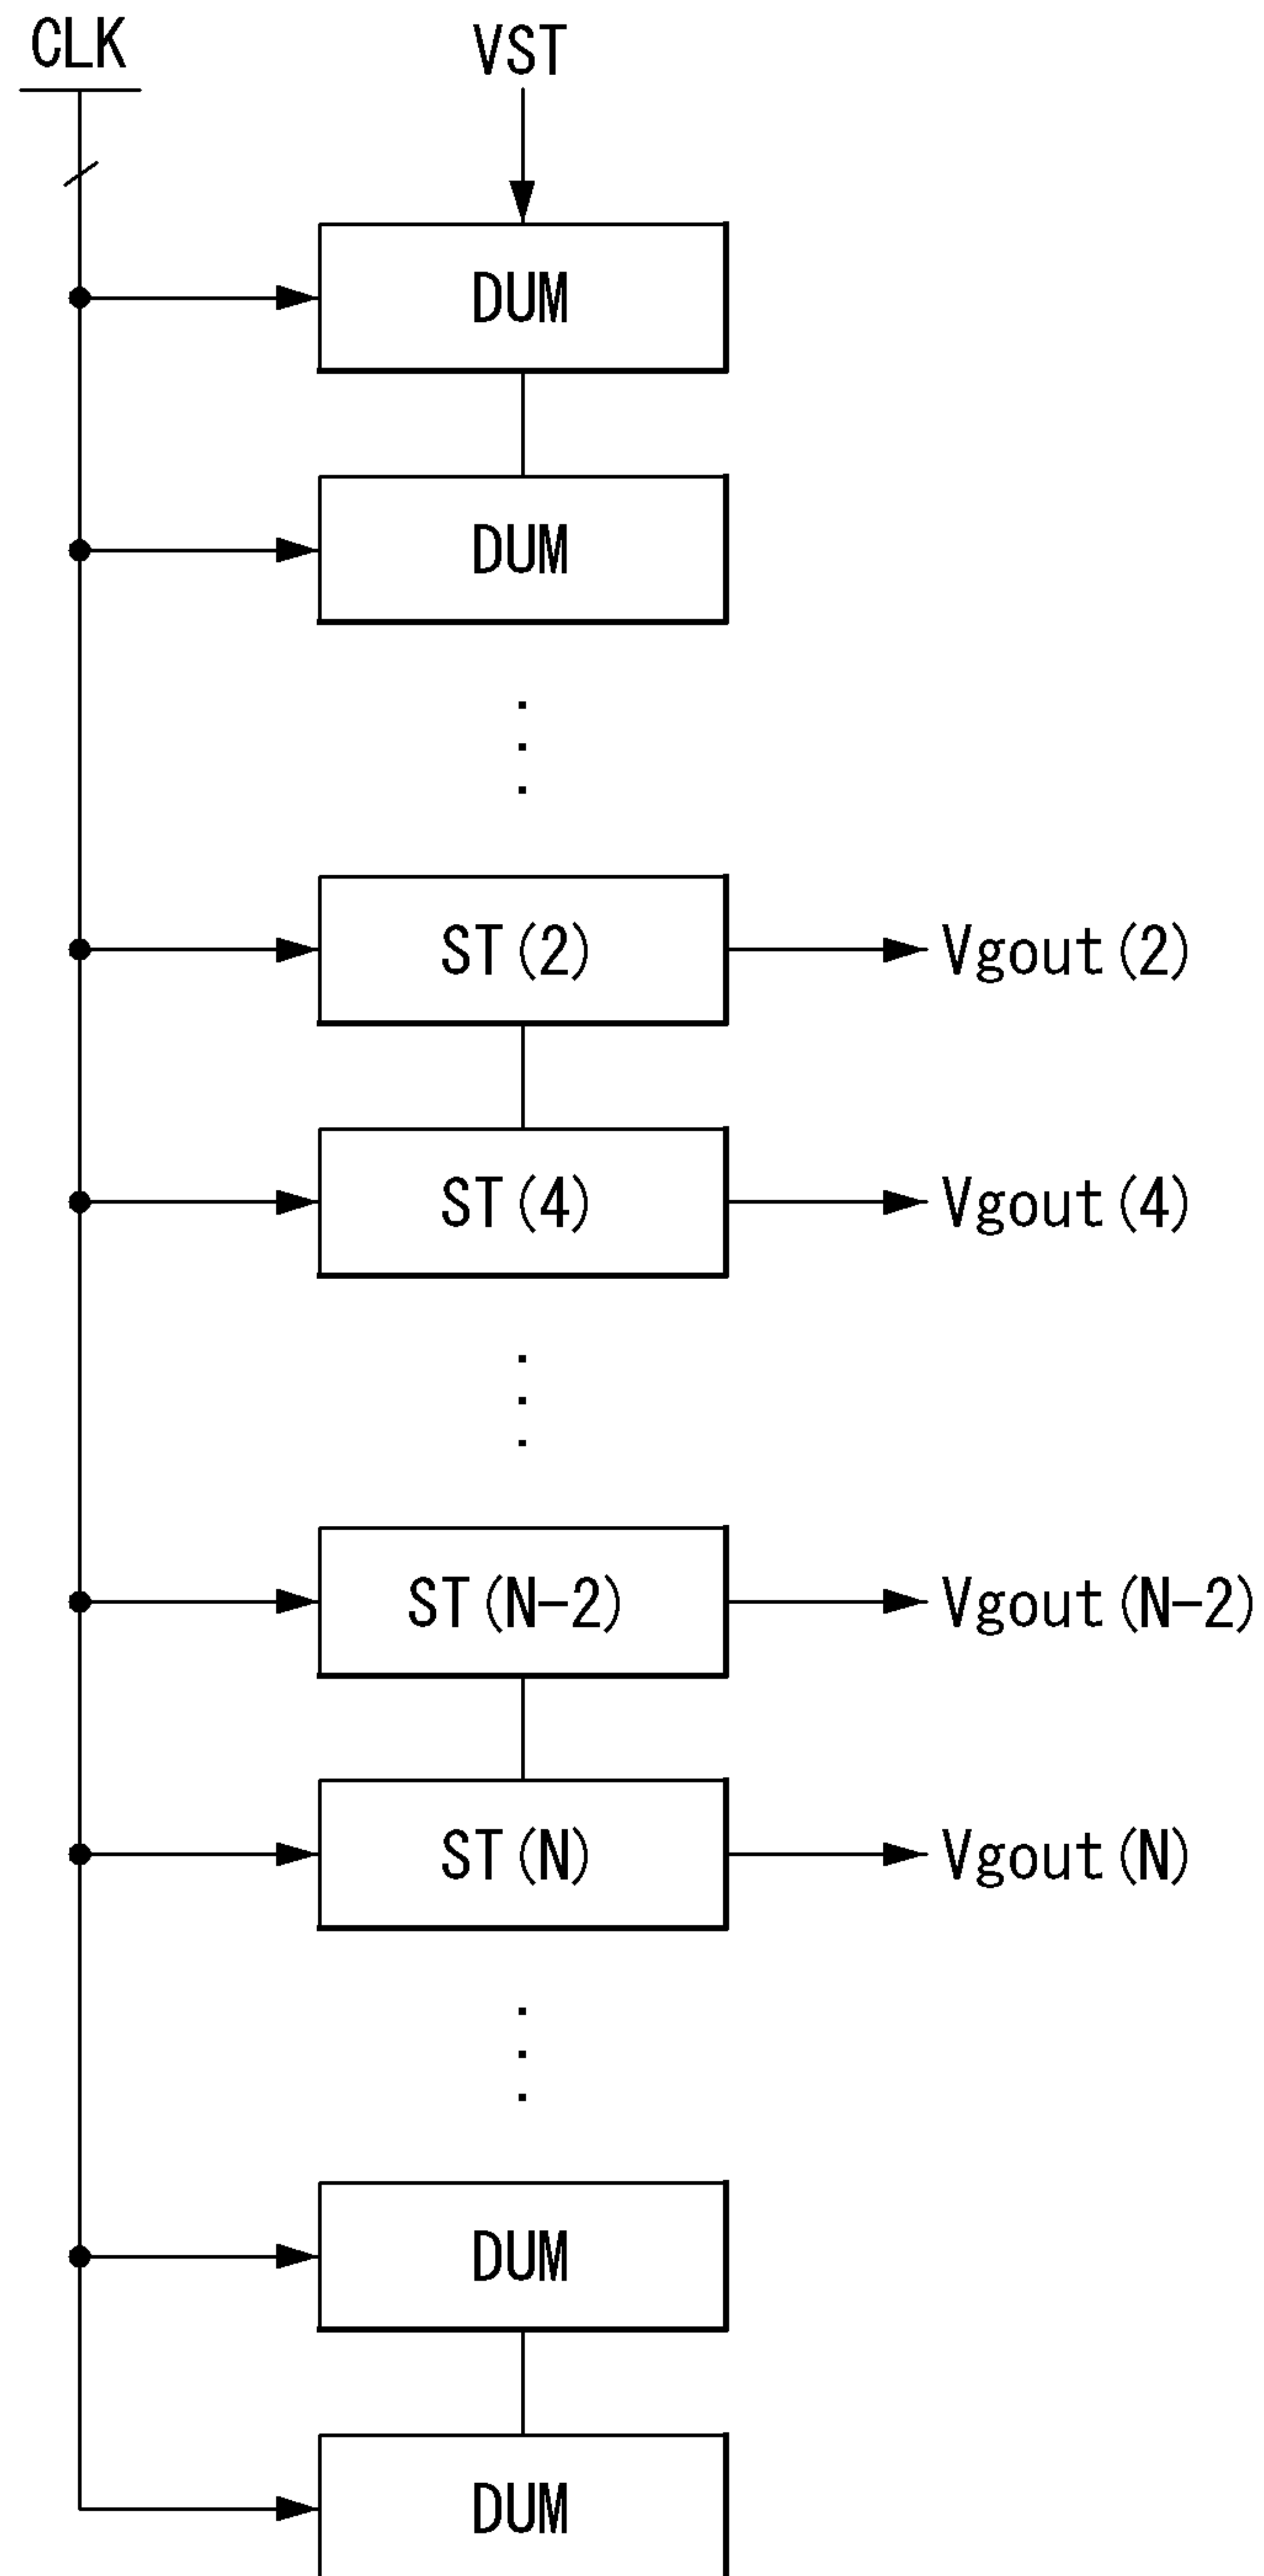 CLK VST
DUM
DUM
ST(2) Vgout(2)
ST(4) Vgout(4)
ST(N-2) Vgout(N-2)
ST(N) Vgout(N)
DUM
DUM